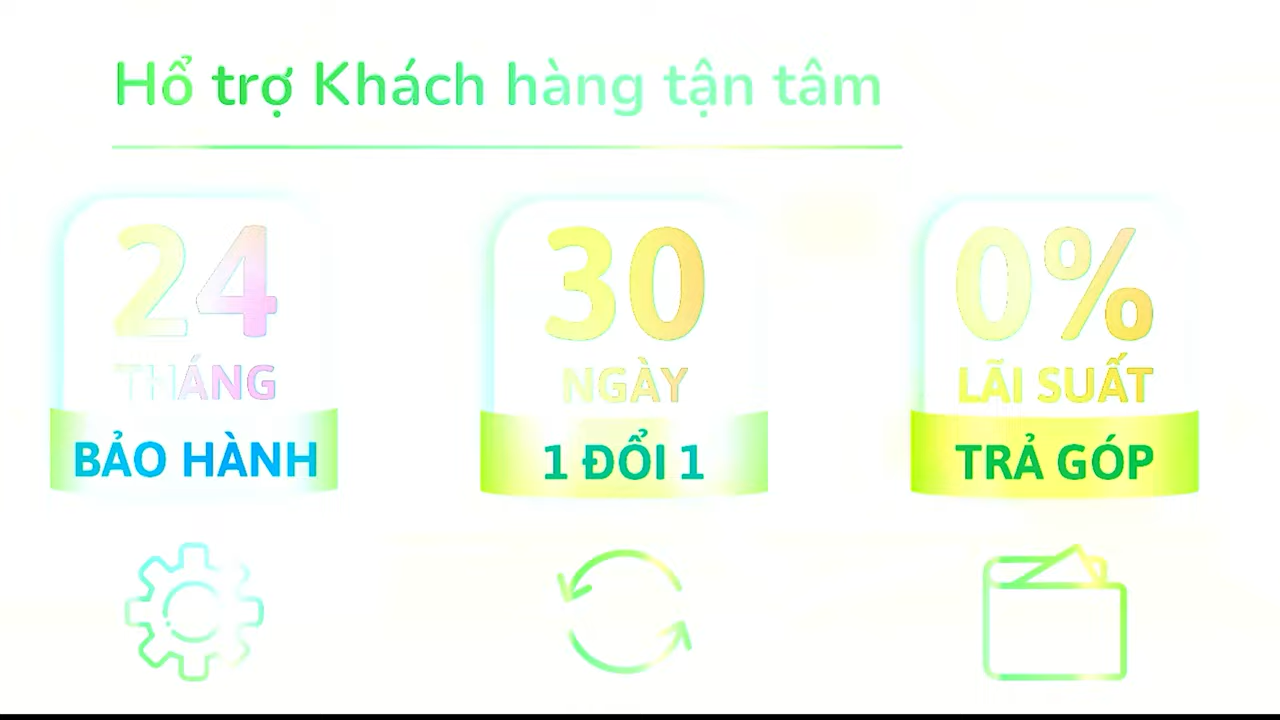 Hổ trợ Khách hàng tận tâm
24
THÁNG
BẢO HÀNH
30
NGÀY
1 ĐỔI 1
0%
LÃI SUẤT
TRẢ GÓP